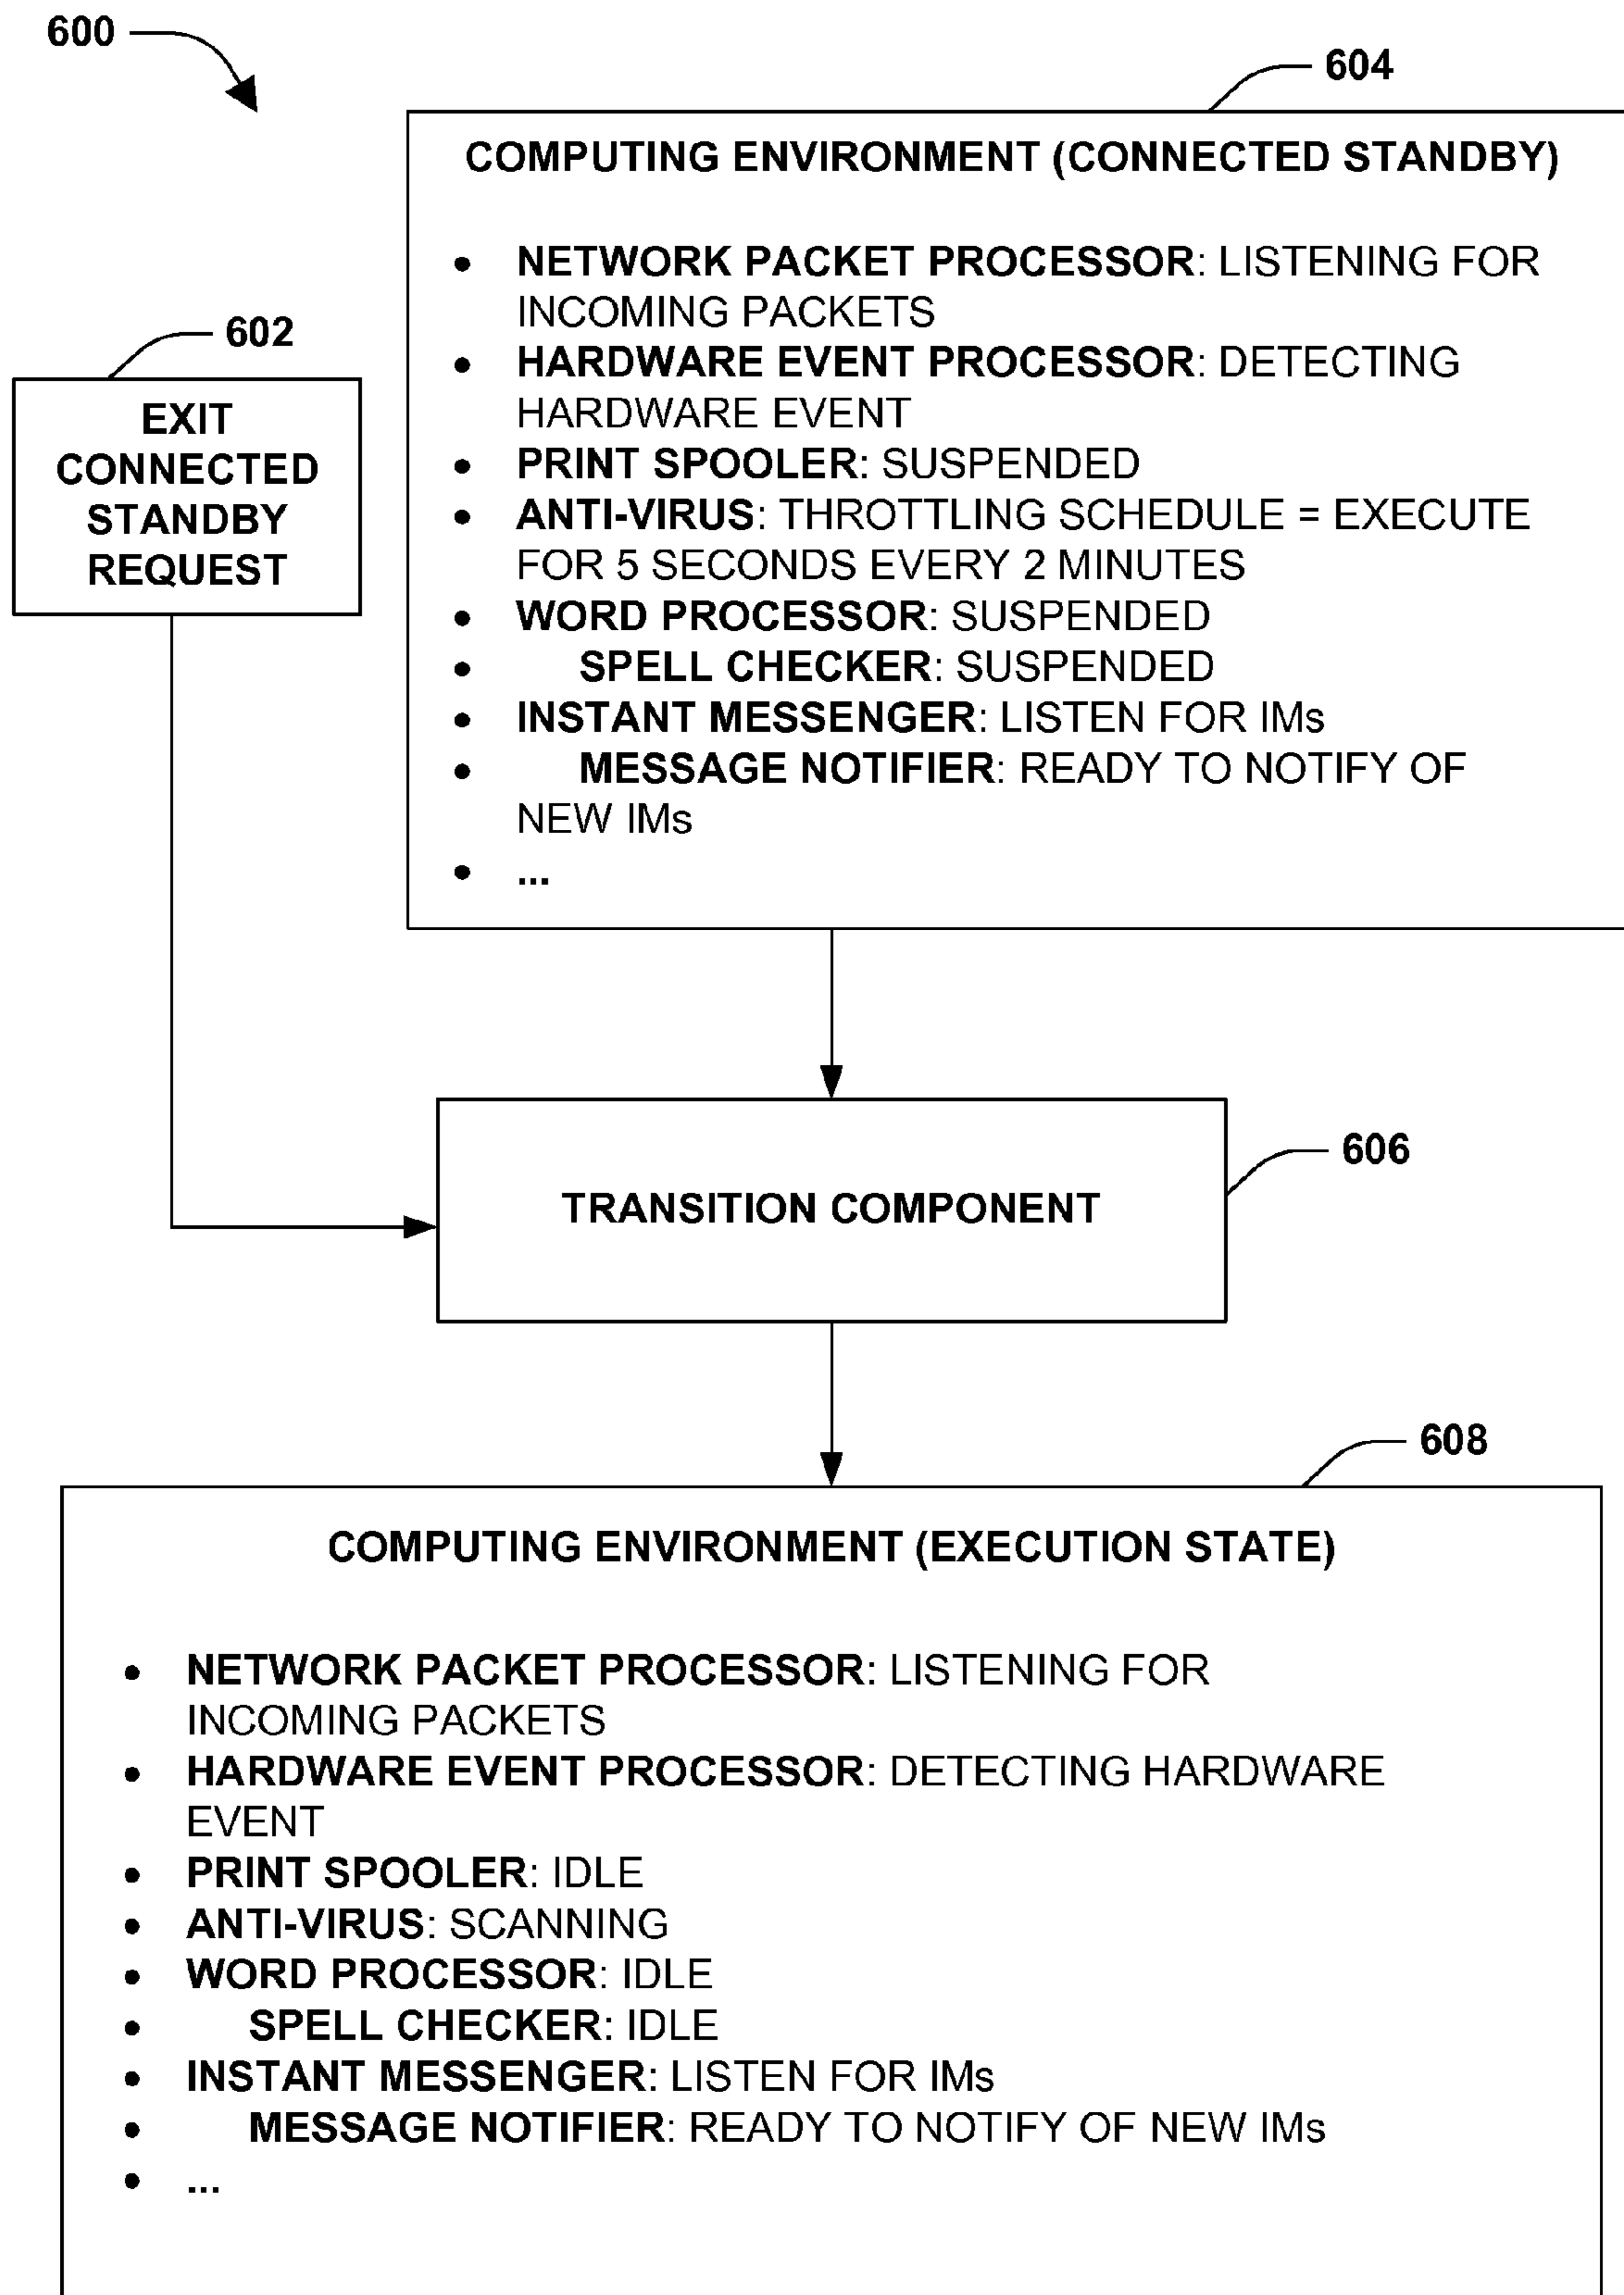 600
604
COMPUTING ENVIRONMENT (CONNECTED STANDBY)
• NETWORK PACKET PROCESSOR: LISTENING FOR
INCOMING PACKETS
• HARDWARE EVENT PROCESSOR: DETECTING
HARDWARE EVENT
• PRINT SPOOLER: SUSPENDED
• ANTI-VIRUS: THROTTLING SCHEDULE = EXECUTE
FOR 5 SECONDS EVERY 2 MINUTES
• WORD PROCESSOR: SUSPENDED
• SPELL CHECKER: SUSPENDED
• INSTANT MESSENGER: LISTEN FOR IMs
• MESSAGE NOTIFIER: READY TO NOTIFY OF
NEW IMs
• ...
602
EXIT
CONNECTED
STANDBY
REQUEST
606
TRANSITION COMPONENT
608
COMPUTING ENVIRONMENT (EXECUTION STATE)
• NETWORK PACKET PROCESSOR: LISTENING FOR
INCOMING PACKETS
• HARDWARE EVENT PROCESSOR: DETECTING HARDWARE
EVENT
• PRINT SPOOLER: IDLE
• ANTI-VIRUS: SCANNING
• WORD PROCESSOR: IDLE
• SPELL CHECKER: IDLE
• INSTANT MESSENGER: LISTEN FOR IMs
• MESSAGE NOTIFIER: READY TO NOTIFY OF NEW IMs
• ...